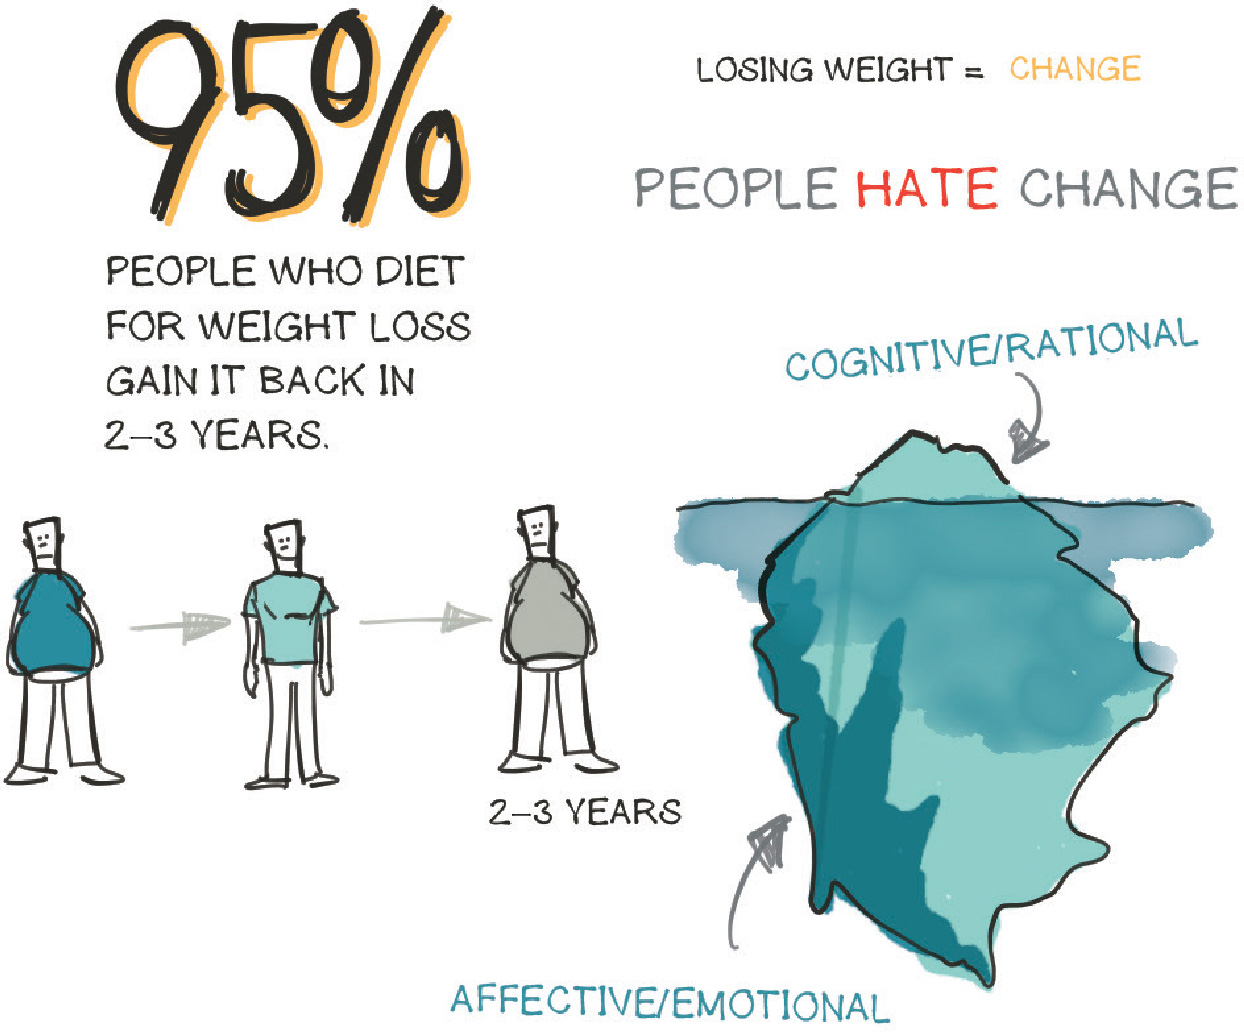 95%
PEOPLE WHO DIET
FOR WEIGHT LOSS
GAIN IT BACK IN
2–3 YEARS.
LOSING WEIGHT = CHANGE
PEOPLE HATE CHANGE
COGNITIVE/RATIONAL
2–3 YEARS
AFFECTIVE/EMOTIONAL